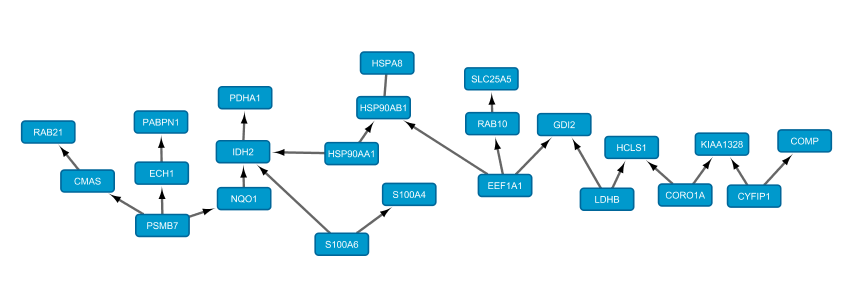 HSPA8
SLC25A5
PDHA1
HSP90AB1
PABPN1
RAB10
GDI2
RAB21
COMP
HCLS1
KIAA1328
IDH2
HSP90AA1
ECH1
CMAS
EEF1A1
S100A4
NQO1
LDHB
CORO1A
CYFIP1
PSMB7
S100A6